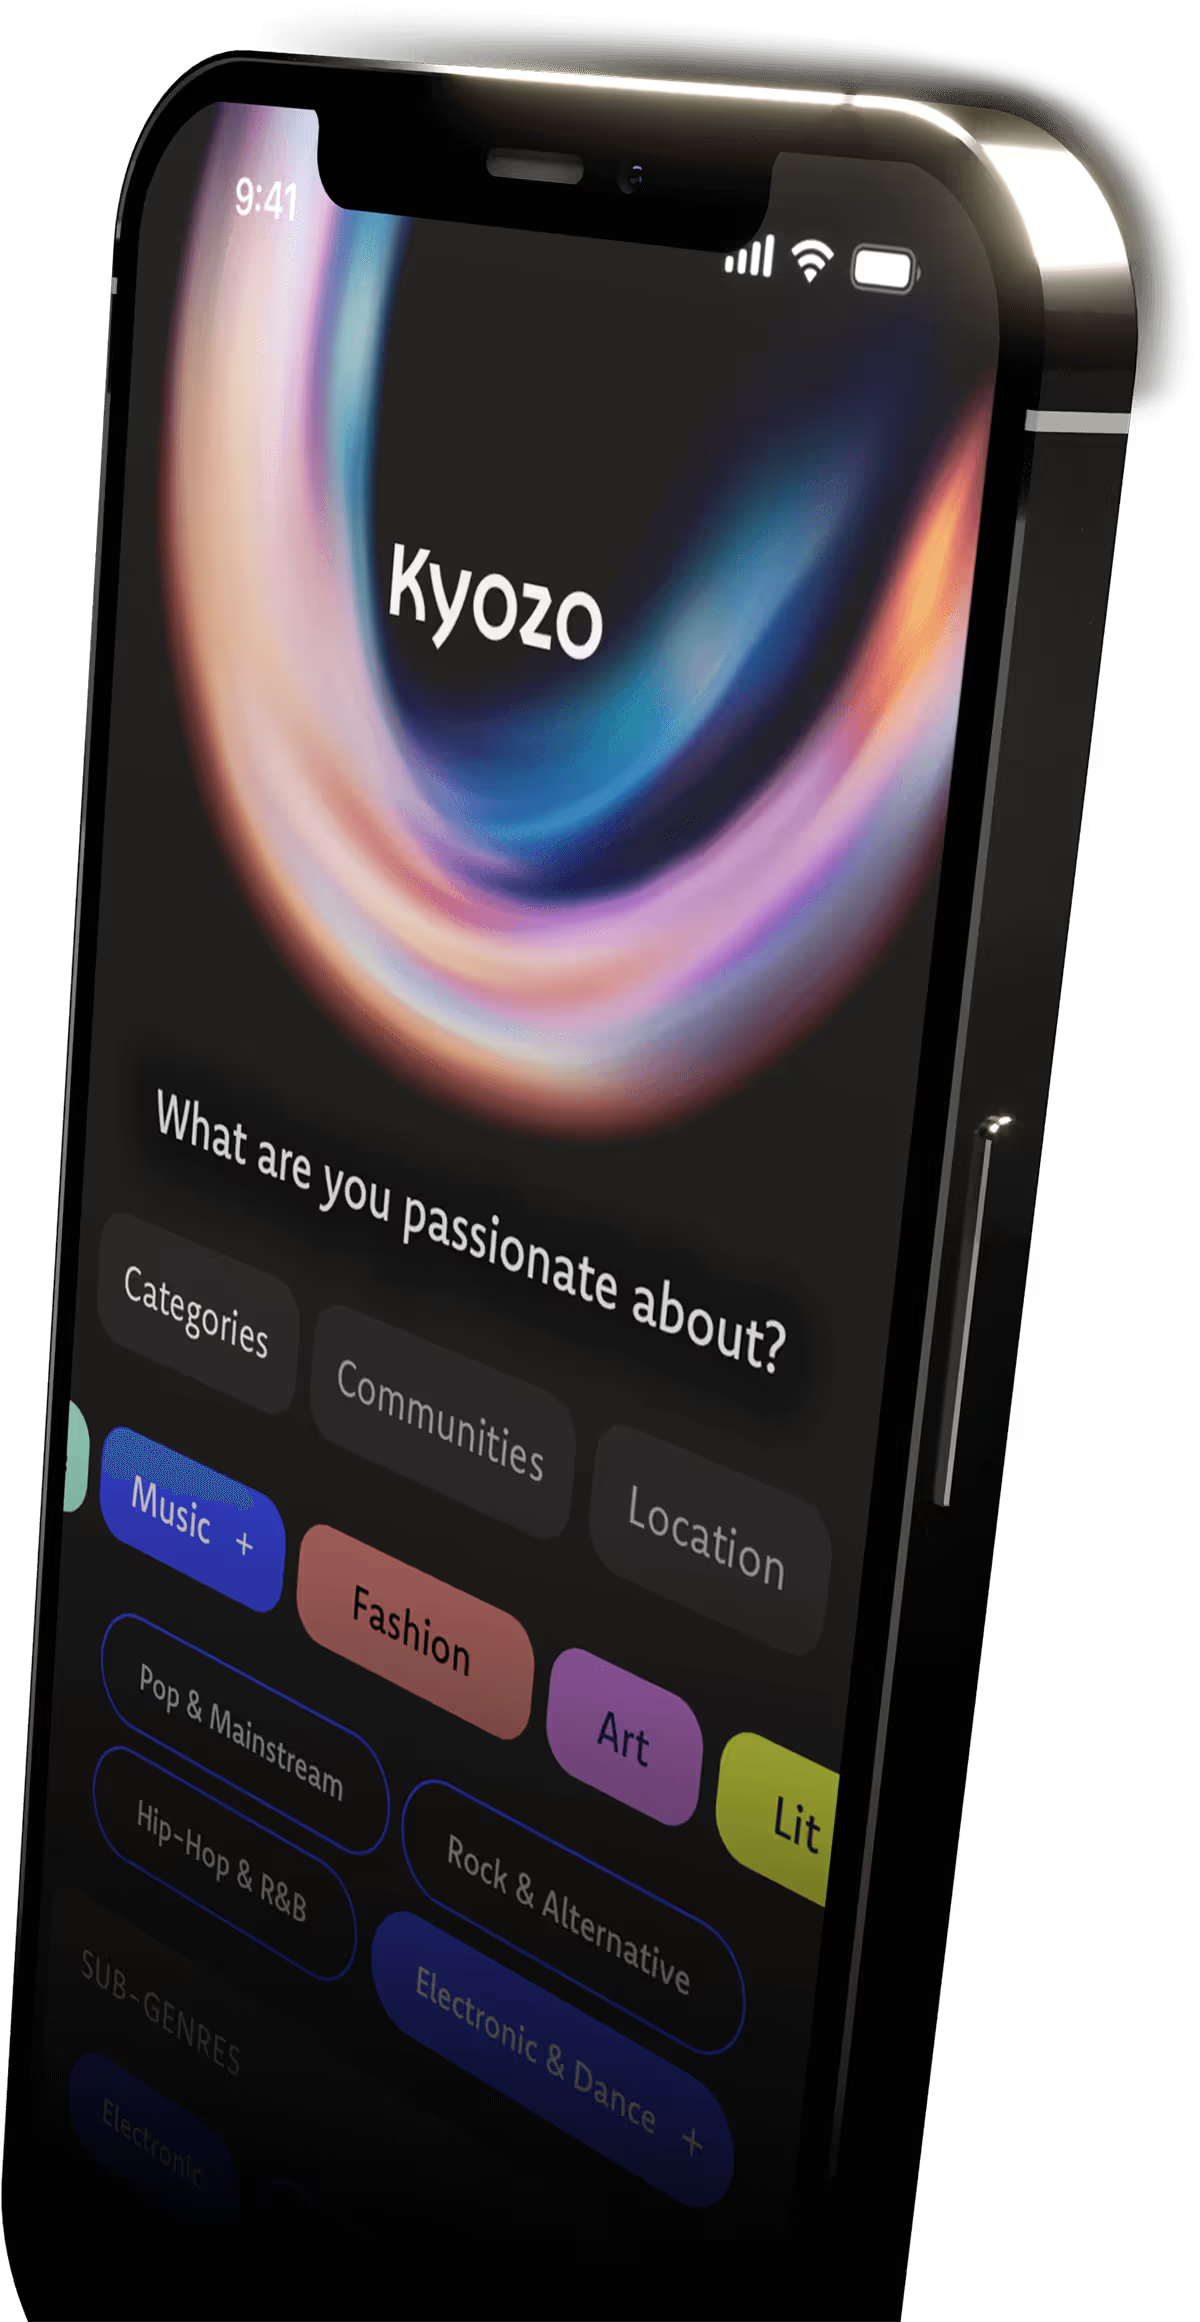 9:41
Kyozo
What are you passionate about?
Categories Communities Location
Music + Fashion Art Lit
Pop & Mainstream Rock & Alternative
Hip-Hop & R&B Electronic & Dance +
SUB-GENRES
Electronic